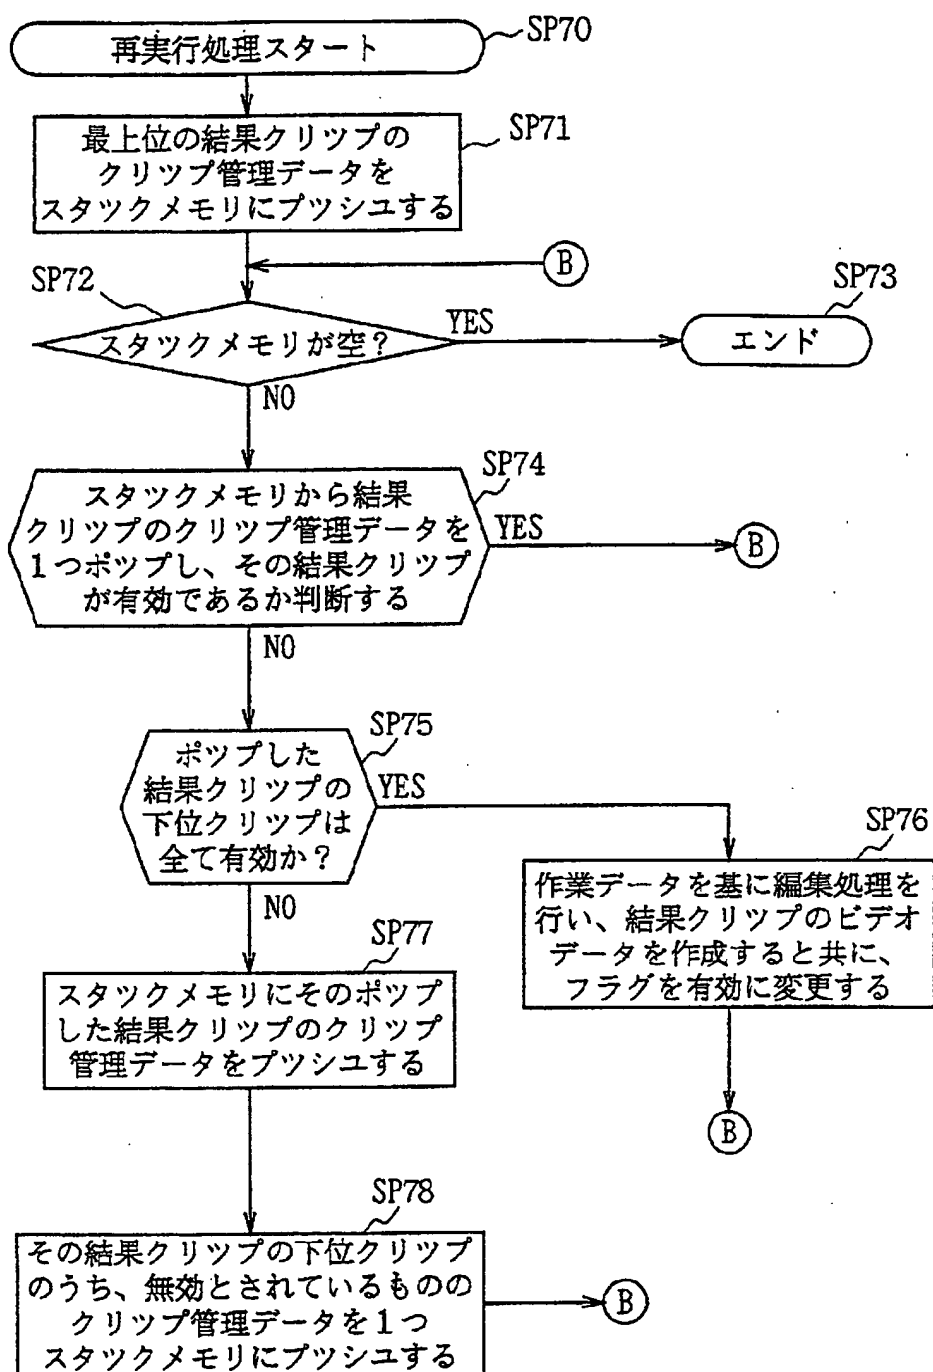 再実行処理スタート
SP70
最上位の結果クリツプの
クリツプ管理データを
スタツクメモリにプツシユする
SP71
B
SP72
スタツクメモリが空？
YES
SP73
エンド
NO
SP74
スタツクメモリから結果
クリツプのクリツプ管理データを
１つポツプし、その結果クリツプ
が有効であるか判断する
YES
B
NO
SP75
ポツプした
結果クリツプの
下位クリツプは
全て有効か？
YES
SP76
作業データを基に編集処理を
行い、結果クリツプのビデオ
データを作成すると共に、
フラグを有効に変更する
B
NO
SP77
スタツクメモリにそのポツプ
した結果クリツプのクリツプ
管理データをプツシユする
SP78
その結果クリツプの下位クリツプ
のうち、無効とされているものの
クリツプ管理データを１つ
スタツクメモリにプツシユする
B